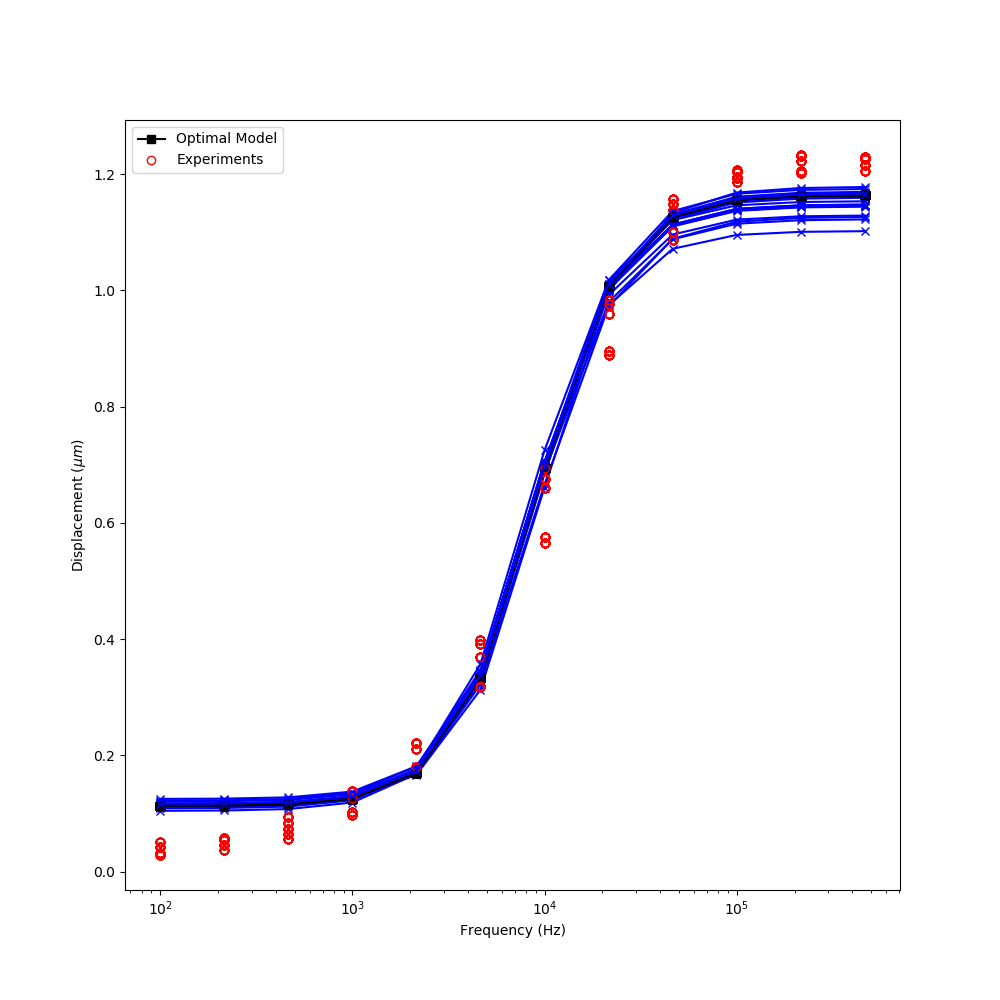 Optimal Model
Experiments
1.2
1.0
0.8
0.6
0.4
0.2
0.0
Displacement (μm)
10²
10³
10⁴
10⁵
Frequency (Hz)